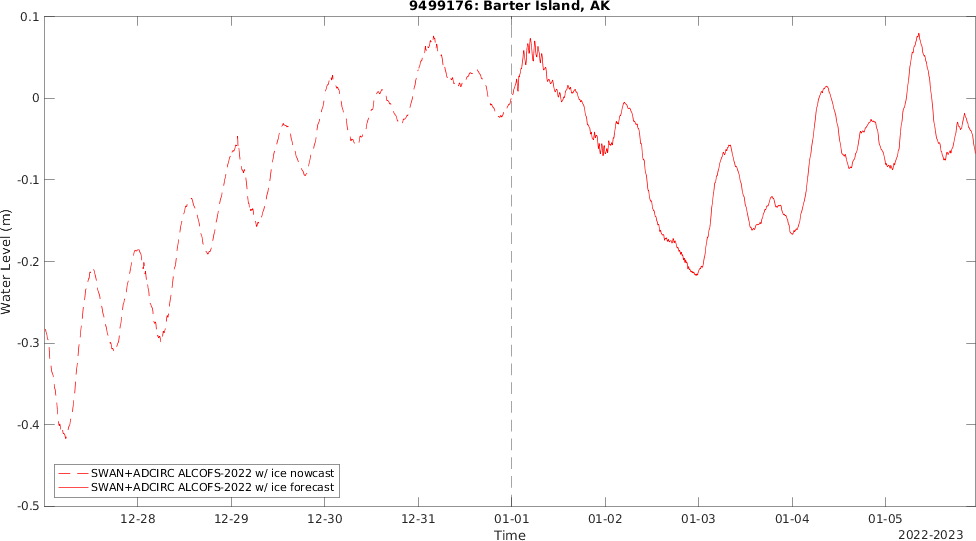 9499176: Barter Island, AK
0.1
0
-0.1
-0.2
-0.3
-0.4
-0.5
Water Level (m)
SWAN+ADCIRC ALCOFS-2022 w/ ice nowcast
SWAN+ADCIRC ALCOFS-2022 w/ ice forecast
12-28 12-29 12-30 12-31 01-01 01-02 01-03 01-04 01-05
Time
2022-2023